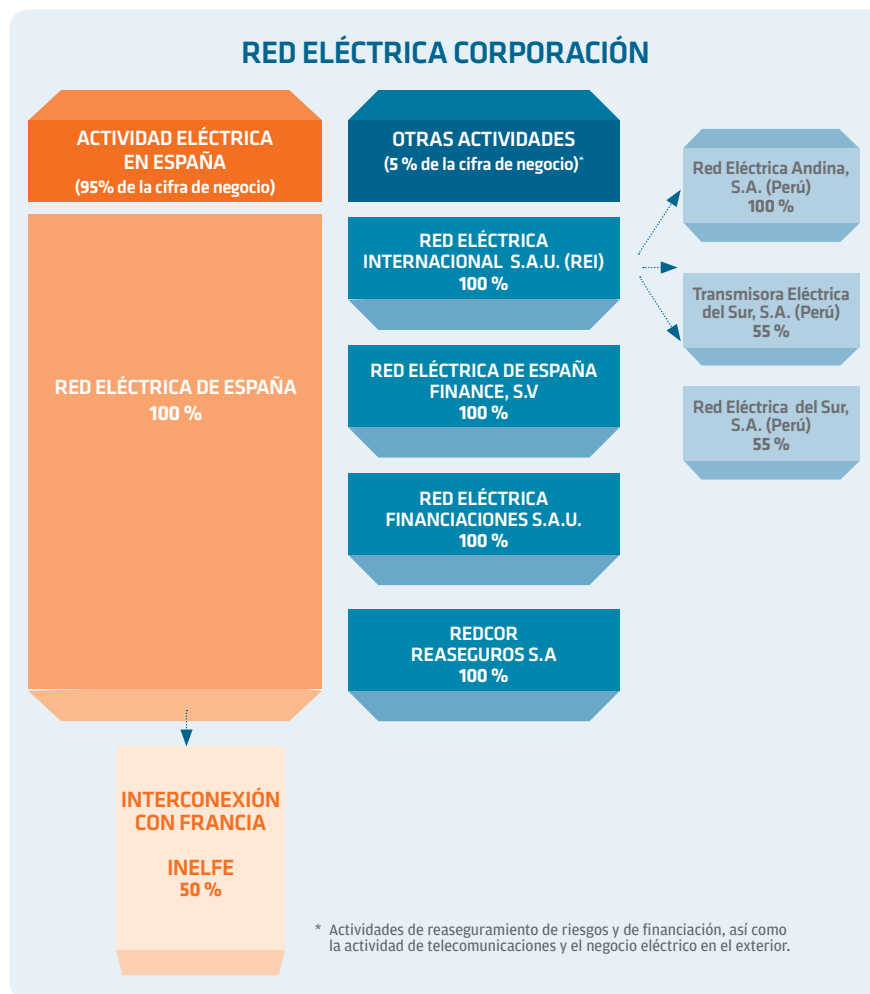 RED ELÉCTRICA CORPORACIÓN
ACTIVIDAD ELÉCTRICA
EN ESPAÑA
(95% de la cifra de negocio)
RED ELÉCTRICA DE ESPAÑA
100 %
INTERCONEXIÓN
CON FRANCIA
INELFE
50 %
OTRAS ACTIVIDADES
(5 % de la cifra de negocio)*
RED ELÉCTRICA
INTERNACIONAL S.A.U. (REI)
100 %
RED ELÉCTRICA DE ESPAÑA
FINANCE, S.V
100 %
RED ELÉCTRICA
FINANCIACIONES S.A.U.
100 %
REDCOR
REASEGUROS S.A
100 %
Red Eléctrica Andina,
S.A. (Perú)
100 %
Transmisora Eléctrica
del Sur, S.A. (Perú)
55 %
Red Eléctrica del Sur,
S.A. (Perú)
55 %
* Actividades de reaseguramiento de riesgos y de financiación, así como
la actividad de telecomunicaciones y el negocio eléctrico en el exterior.